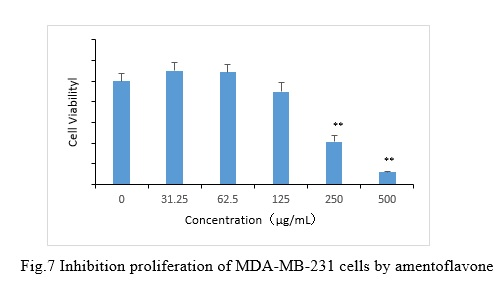 Cell Viabilityl
**
**
0 31.25 62.5 125 250 500
Concentration（μg/mL）
Fig.7 Inhibition proliferation of MDA-MB-231 cells by amentoflavone